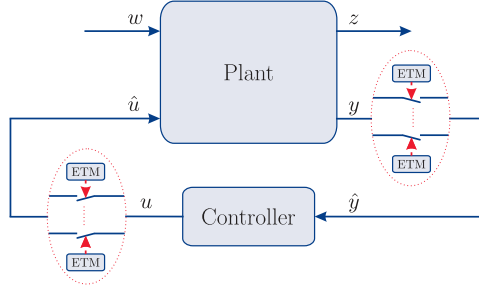 w
z
ETM
Plant
û
y
ETM
ETM
u
Controller
ŷ
ETM